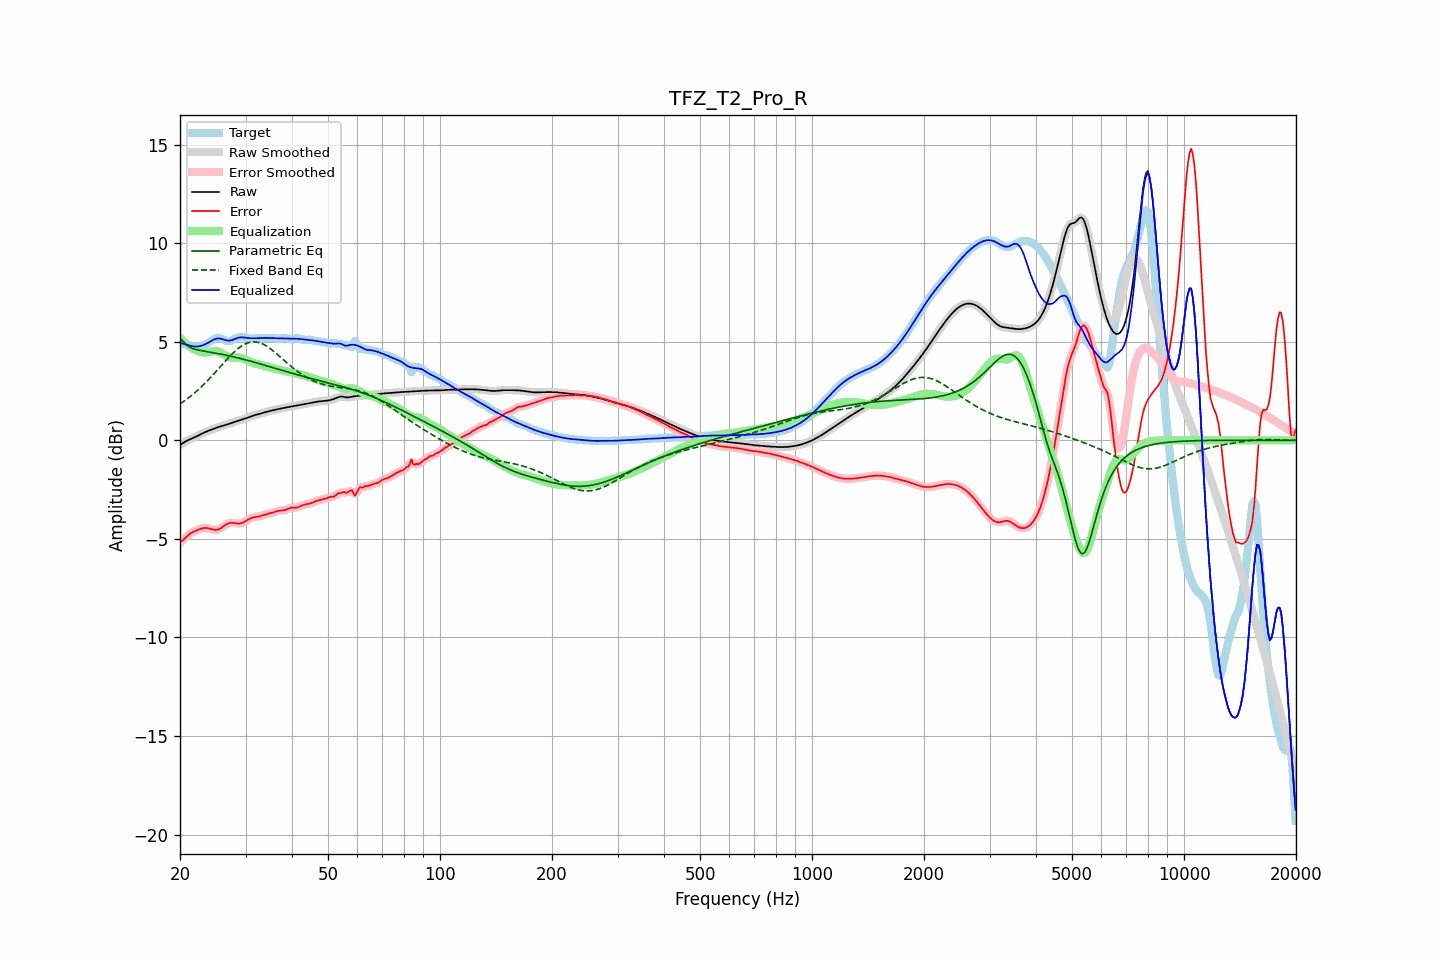 TFZ_T2_Pro_R
Target
Raw Smoothed
Error Smoothed
Raw
Error
Equalization
Parametric Eq
Fixed Band Eq
Equalized
15
10
5
0
−5
−10
−15
−20
Amplitude (dBr)
20
50
100
200
500
1000
2000
5000
10000
20000
Frequency (Hz)